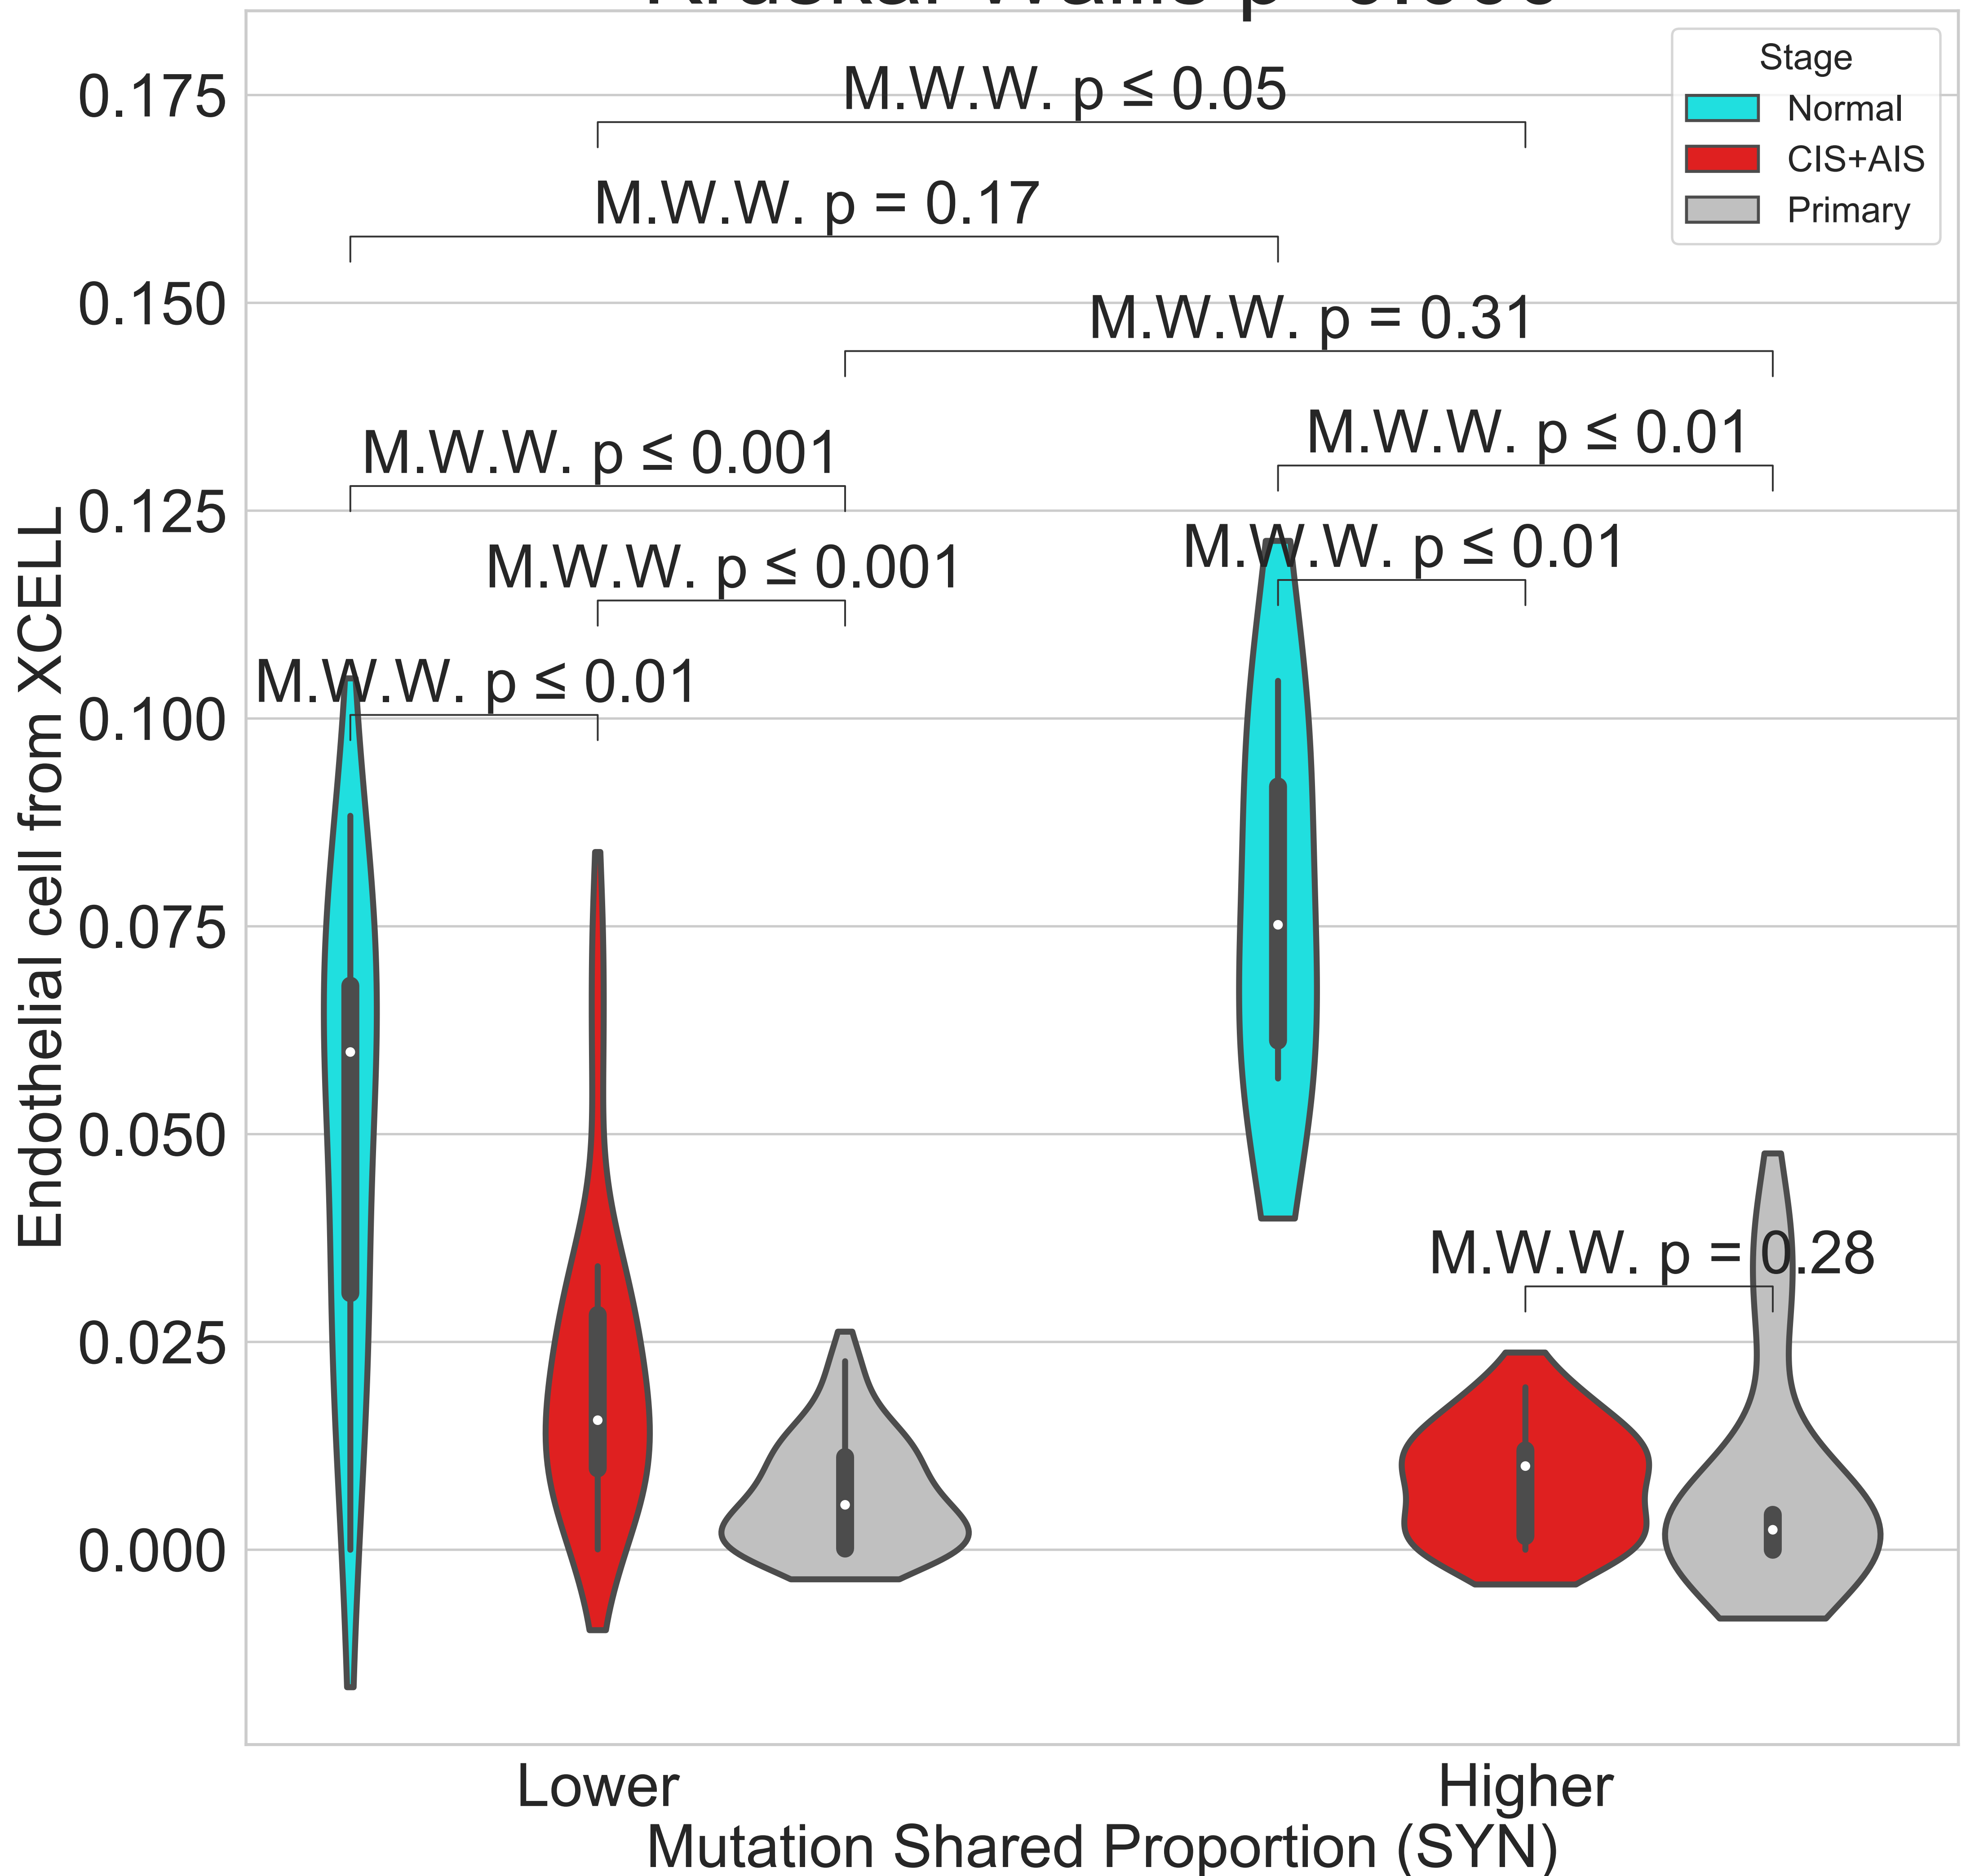 Stage
Normal
CIS+AIS
Primary
M.W.W. p ≤ 0.05
M.W.W. p = 0.17
M.W.W. p = 0.31
M.W.W. p ≤ 0.001
M.W.W. p ≤ 0.01
M.W.W. p ≤ 0.001
M.W.W. p ≤ 0.01
M.W.W. p ≤ 0.01
M.W.W. p = 0.28
0.175
0.150
0.125
0.100
0.075
0.050
0.025
0.000
Endothelial cell from XCELL
Lower
Higher
Mutation Shared Proportion (SYN)